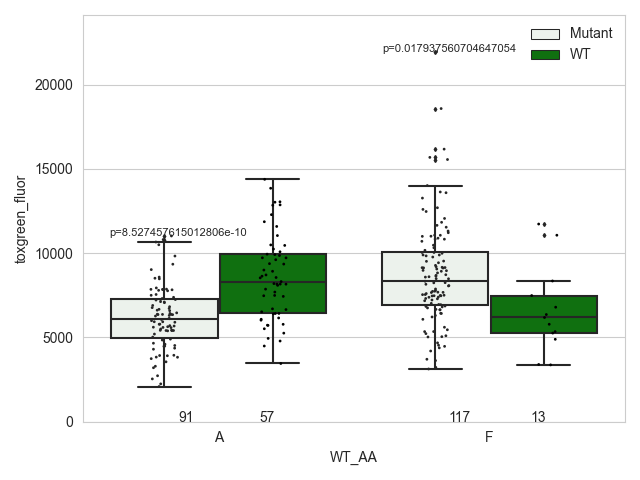 p=0.017937560704647054
Mutant
WT
20000
15000
p=8.527457615012806e-10
10000
5000
0
91
57
117
13
A
F
WT_AA
toxgreen_fluor